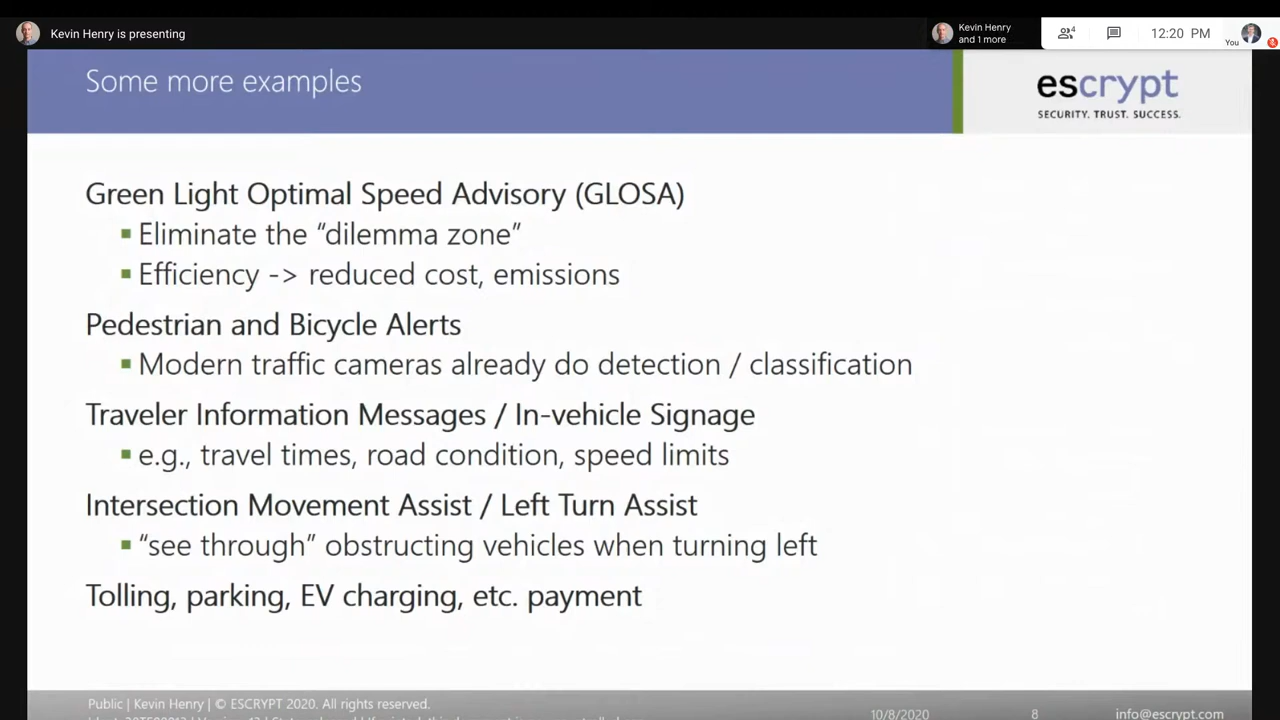 Kevin Henry is presenting
Kevin Henry
and 1 more
4
12:20 PM
You
Some more examples
escrypt
SECURITY. TRUST. SUCCESS.
Green Light Optimal Speed Advisory (GLOSA)
Eliminate the “dilemma zone”
Efficiency -> reduced cost, emissions
Pedestrian and Bicycle Alerts
Modern traffic cameras already do detection / classification
Traveler Information Messages / In-vehicle Signage
e.g., travel times, road condition, speed limits
Intersection Movement Assist / Left Turn Assist
“see through” obstructing vehicles when turning left
Tolling, parking, EV charging, etc. payment
Public | Kevin Henry | © ESCRYPT 2020. All rights reserved.
10/8/2020
8
info@escrypt.com